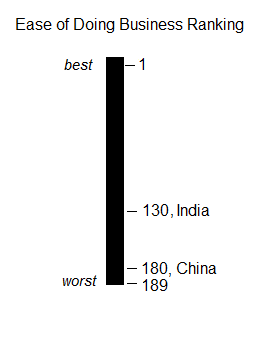 Ease of Doing Business Ranking
best
1
130, India
180, China
worst
189